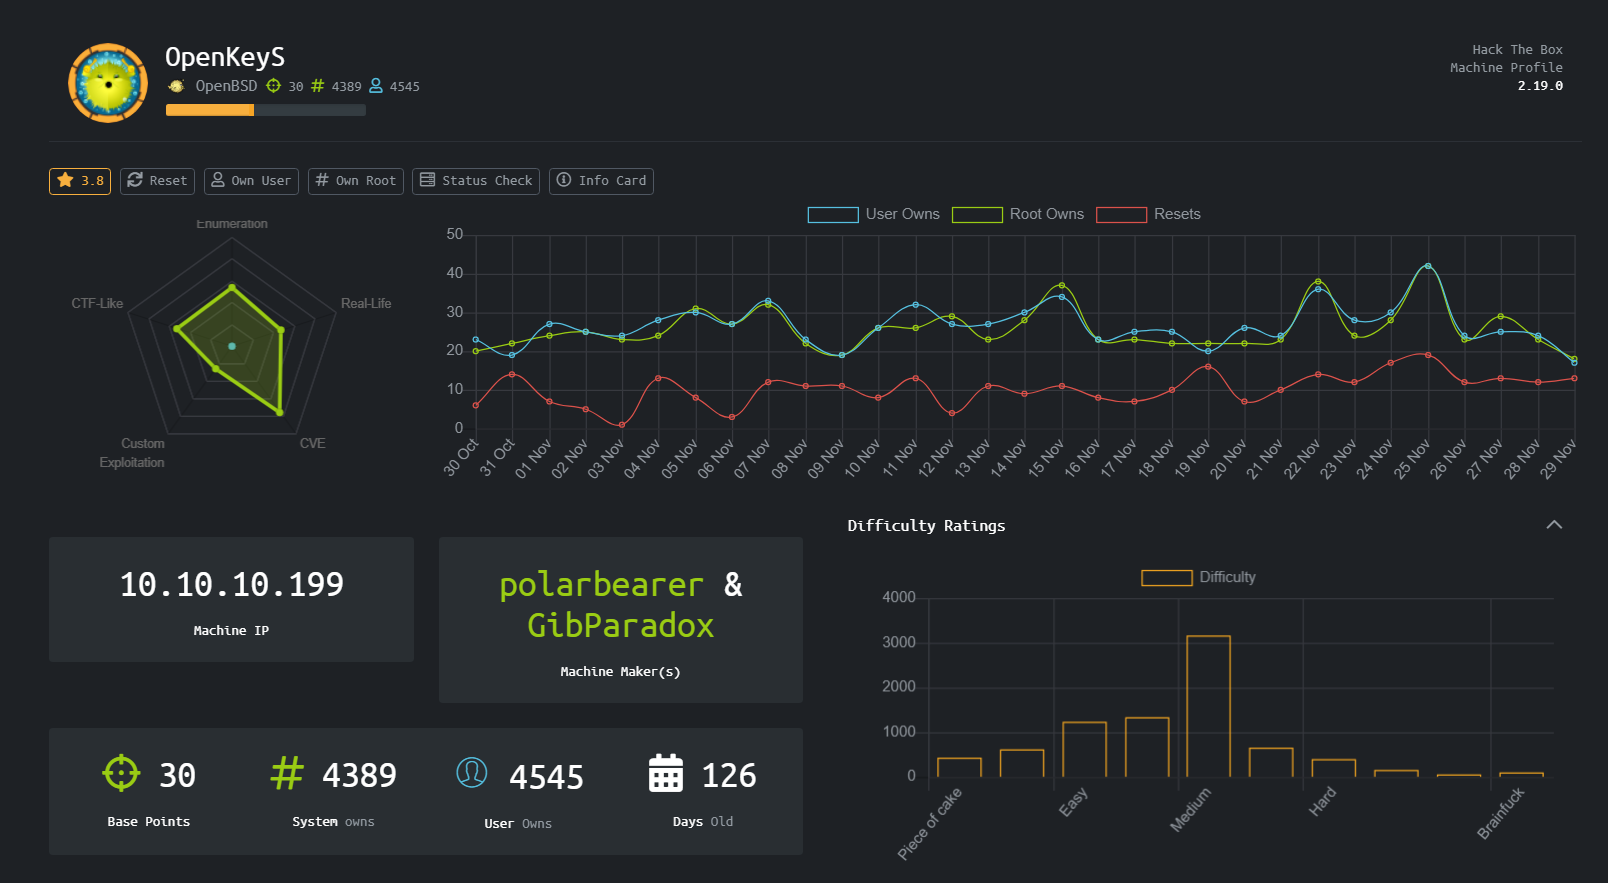 OpenKeyS
OpenBSD 30 4389 4545
Hack The Box
Machine Profile
2.19.0
3.8 Reset Own User Own Root Status Check Info Card
Enumeration
Real-Life
CVE
Custom
Exploitation
CTF-Like
User Owns Root Owns Resets
50
40
30
20
10
0
30 Oct 31 Oct 01 Nov 02 Nov 03 Nov 04 Nov 05 Nov 06 Nov 07 Nov 08 Nov 09 Nov 10 Nov 11 Nov 12 Nov 13 Nov 14 Nov 15 Nov 16 Nov 17 Nov 18 Nov 19 Nov 20 Nov 21 Nov 22 Nov 23 Nov 24 Nov 25 Nov 26 Nov 27 Nov 28 Nov 29 Nov
10.10.10.199
Machine IP
polarbearer &
GibParadox
Machine Maker(s)
30
Base Points
4389
System owns
4545
User Owns
126
Days Old
Difficulty Ratings
Difficulty
4000
3000
2000
1000
0
Piece of cake Easy Medium Hard Brainfuck